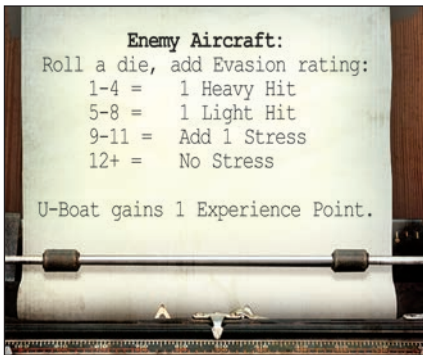 Enemy Aircraft:
Roll a die, add Evasion rating:
1-4 = 1 Heavy Hit
5-8 = 1 Light Hit
9-11 = Add 1 Stress
12+ = No Stress
U-Boat gains 1 Experience Point.